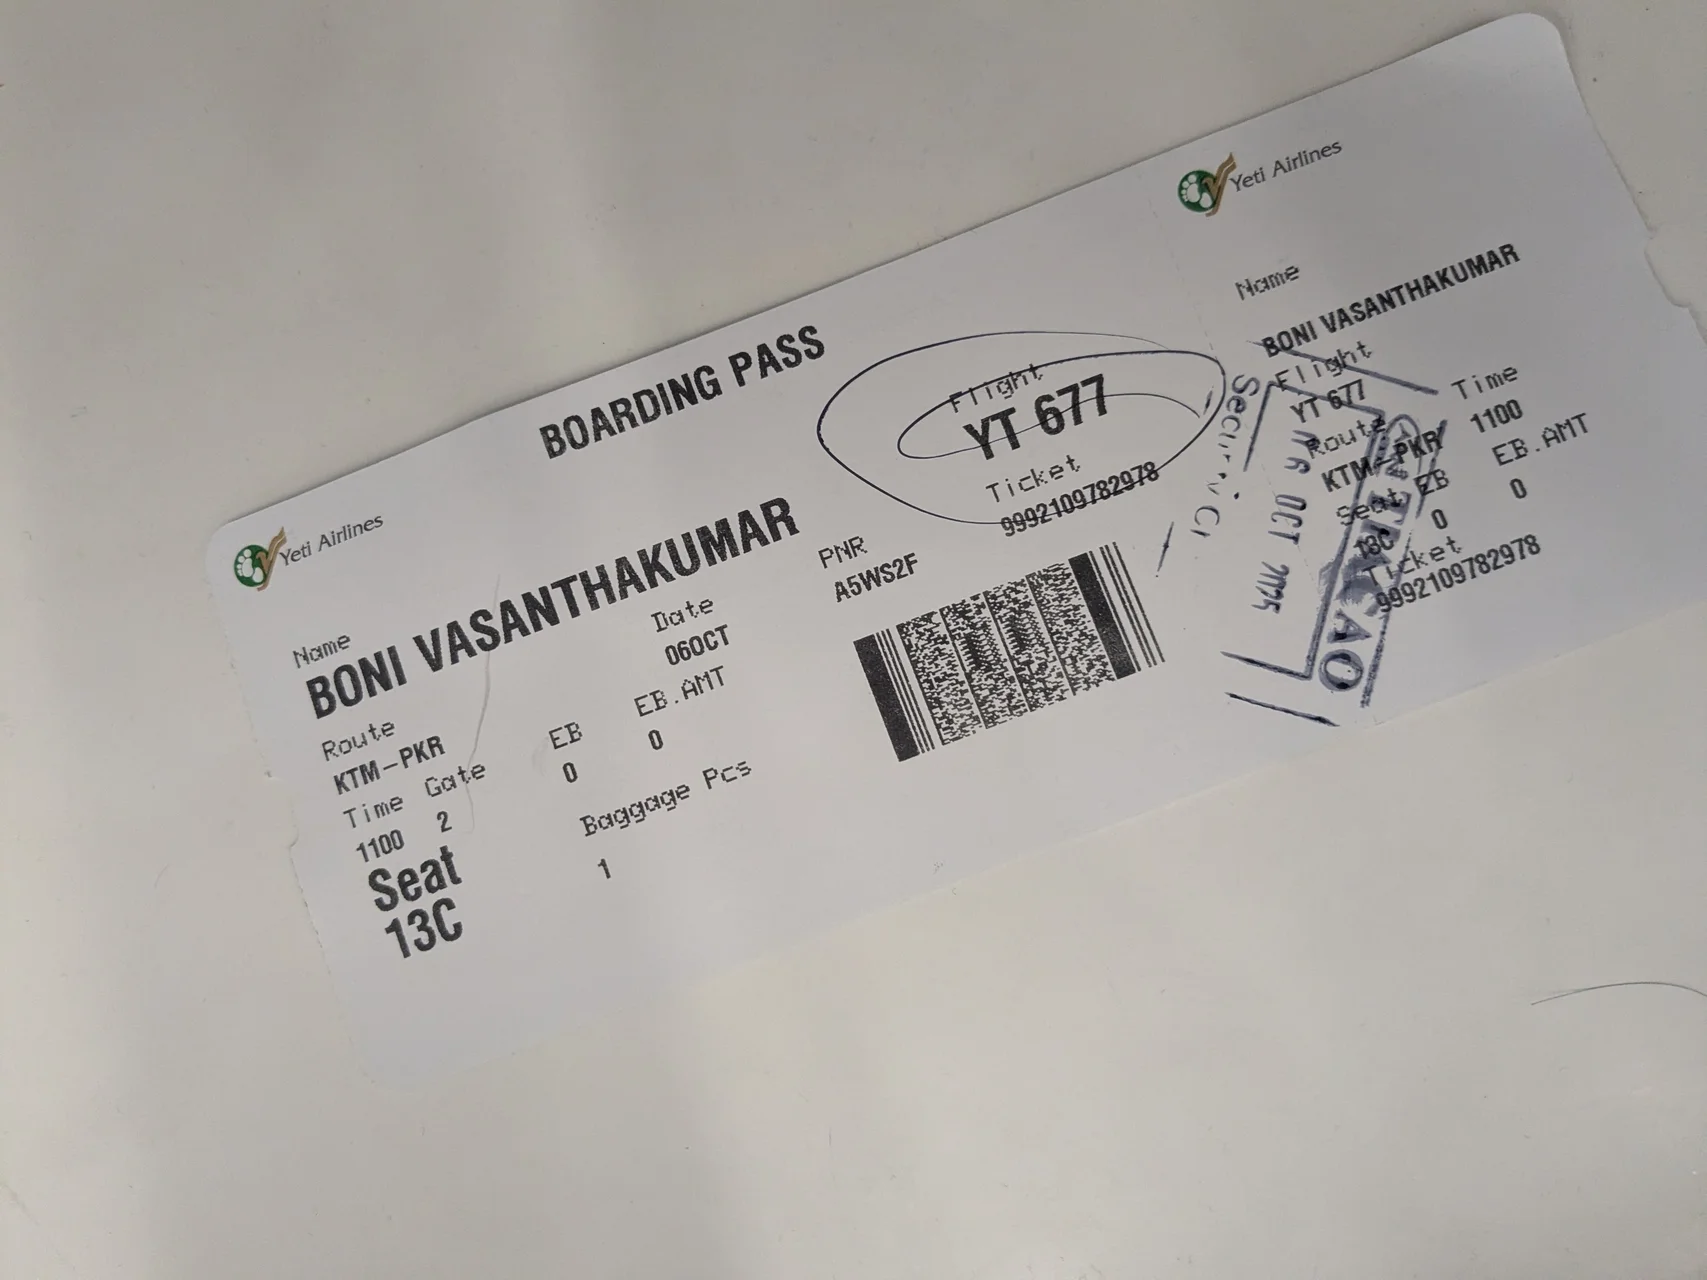 Yeti Airlines
BOARDING PASS
Name
BONI VASANTHAKUMAR
Route
KTM-PKR
Time Gate
1100 2
Seat
13C
Date
06OCT
EB EB.AMT
0 0
Baggage Pcs
1
Flight
YT 677
Ticket
9992109782978
PNR
A5WS2F
Yeti Airlines
Name
BONI VASANTHAKUMAR
Flight
YT 677
Time
1100
Route
KTM-PKR
Seat EB EB.AMT
13C 0 0
Ticket
9992109782978
OCT